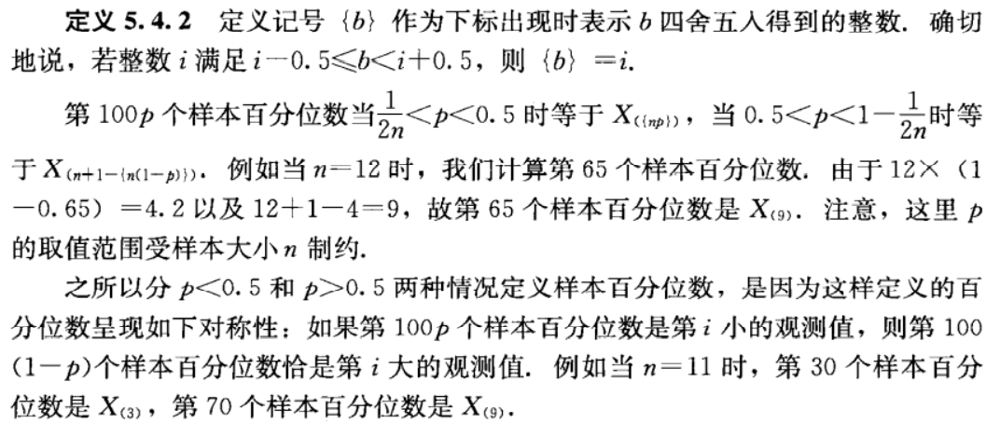 定义 5.4.2 定义记号 {b} 作为下标出现时表示 b 四舍五入得到的整数. 确切
地说，若整数 i 满足 i－0.5≤b<i＋0.5，则 {b} ＝i.
第 100p 个样本百分位数当 1/2n <p<0.5 时等于 X₍{np}₎，当 0.5<p<1－ 1/2n 时等
于 X₍n+1−{n(1−p)}₎. 例如当 n＝12 时，我们计算第 65 个样本百分位数. 由于 12×（1
－0.65）＝4.2 以及 12＋1－4＝9，故第 65 个样本百分位数是 X₍₉₎. 注意，这里 p
的取值范围受样本大小 n 制约.
之所以分 p<0.5 和 p>0.5 两种情况定义样本百分位数，是因为这样定义的百
分位数呈现如下对称性：如果第 100p 个样本百分位数是第 i 小的观测值，则第 100
(1－p)个样本百分位数恰是第 i 大的观测值. 例如当 n＝11 时，第 30 个样本百分
位数是 X₍₃₎，第 70 个样本百分位数是 X₍₉₎.